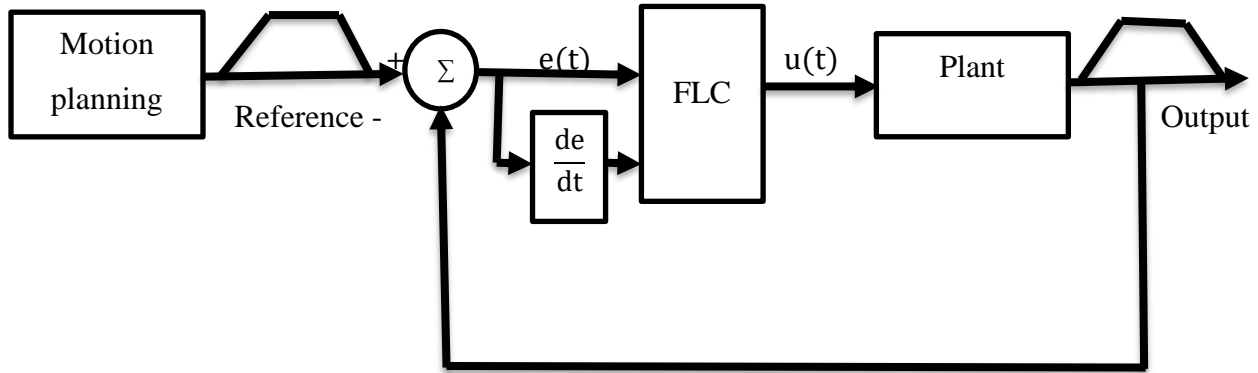 Motion
planning
Reference -
+
Σ
e(t)
de
dt
FLC
u(t)
Plant
Output